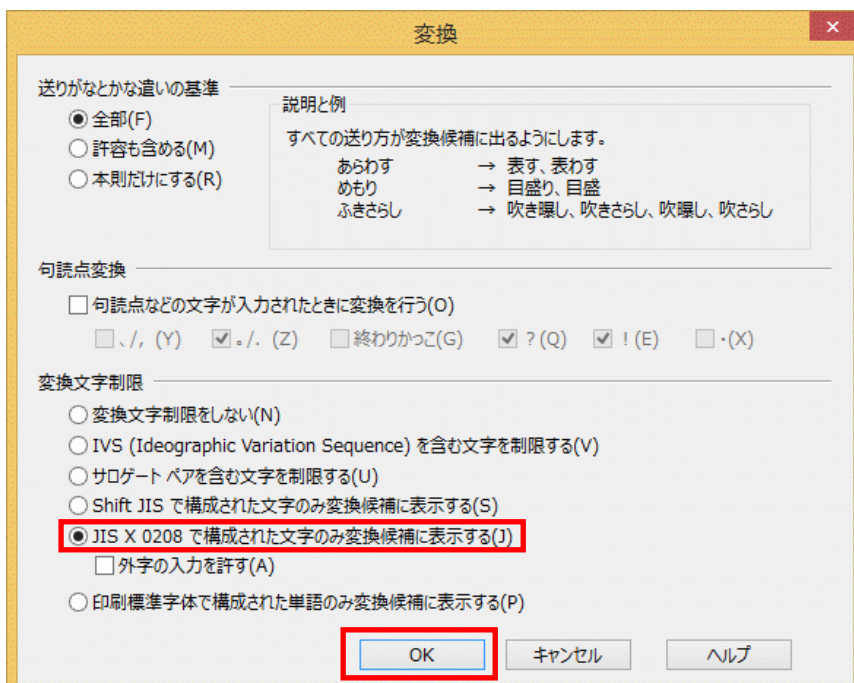 変換
送りがなとかな遣いの基準
全部(F)
許容も含める(M)
本則だけにする(R)
説明と例
すべての送り方が変換候補に出るようにします。
あらわす → 表す、表わす
めもり → 目盛り、目盛
ふきさらし → 吹き曝し、吹きさらし、吹曝し、吹さらし
句読点変換
句読点などの文字が入力されたときに変換を行う(O)
、/, (Y) 。/. (Z) 終わりかっこ(G) ? (Q) ! (E) ・(X)
変換文字制限
変換文字制限をしない(N)
IVS (Ideographic Variation Sequence) を含む文字を制限する(V)
サロゲート ペアを含む文字を制限する(U)
Shift JIS で構成された文字のみ変換候補に表示する(S)
JIS X 0208 で構成された文字のみ変換候補に表示する(J)
外字の入力を許す(A)
印刷標準字体で構成された単語のみ変換候補に表示する(P)
OK キャンセル ヘルプ